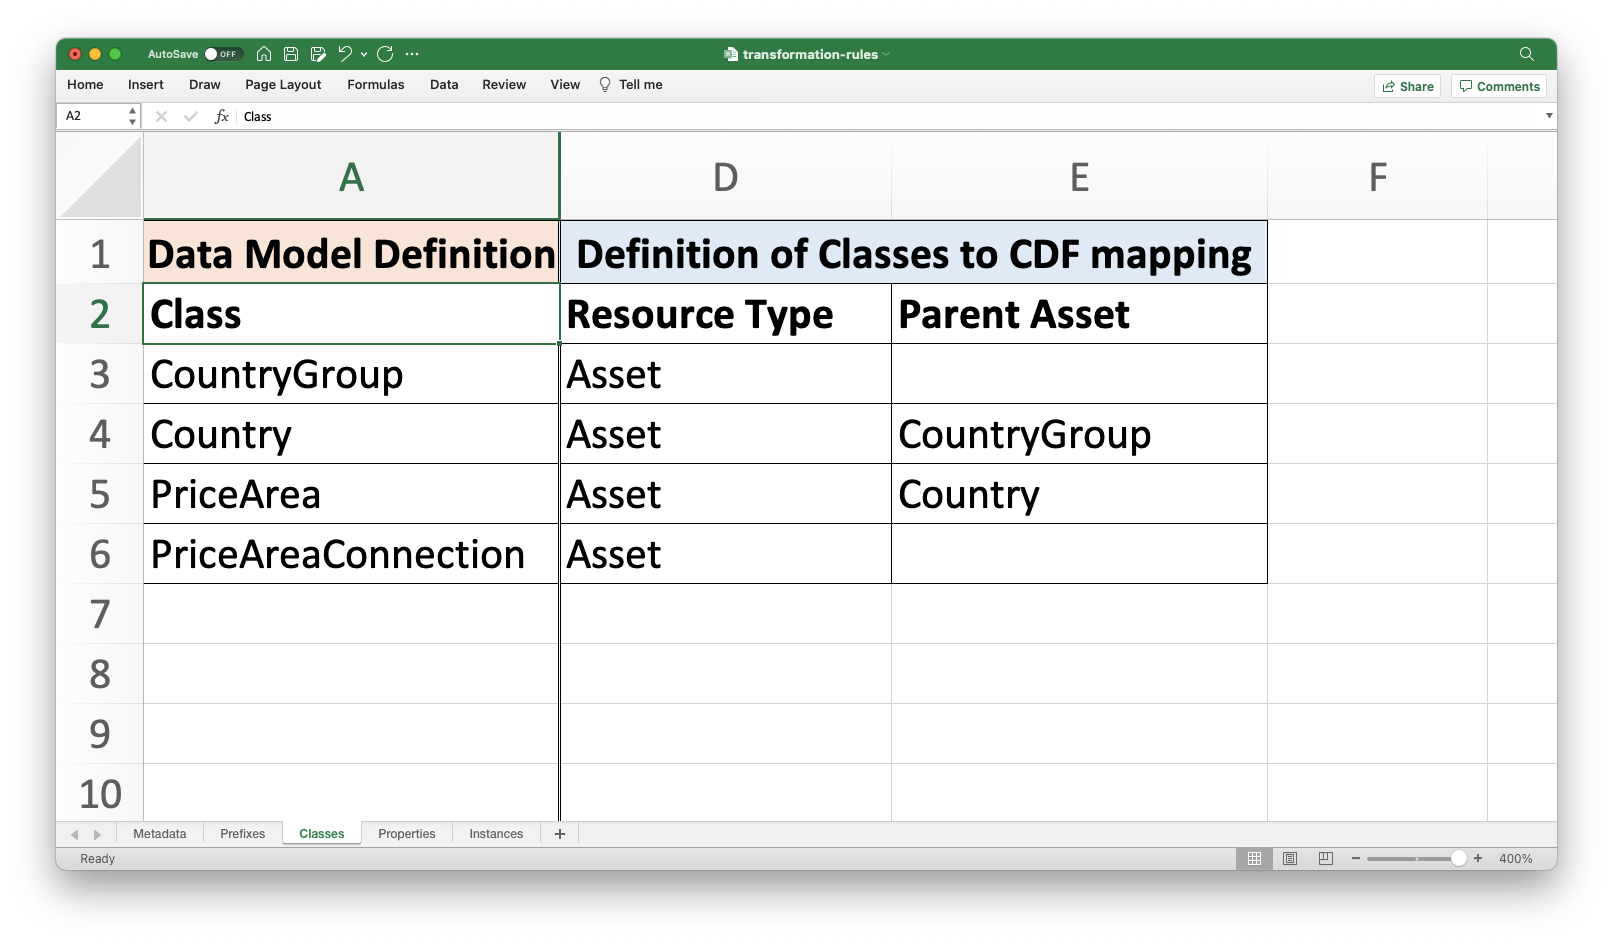 AutoSave OFF transformation-rules
Home Insert Draw Page Layout Formulas Data Review View Tell me Share Comments
A2 fx Class
A D E F
1 Data Model Definition Definition of Classes to CDF mapping
2 Class Resource Type Parent Asset
3 CountryGroup Asset
4 Country Asset CountryGroup
5 PriceArea Asset Country
6 PriceAreaConnection Asset
7
8
9
10
Metadata Prefixes Classes Properties Instances +
Ready 400%